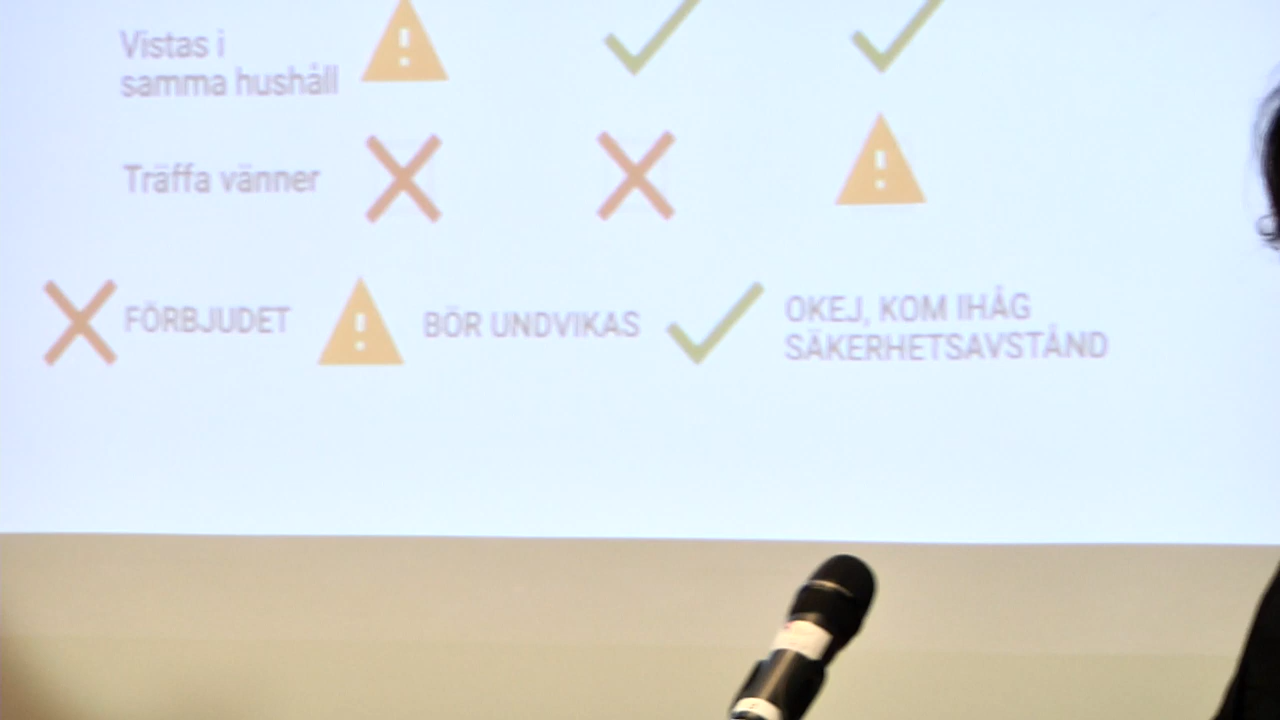 Vistas i
samma hushåll
Träffa vänner
FÖRBJUDET
BÖR UNDVIKAS
OKEJ, KOM IHÅG
SÄKERHETSAVSTÅND